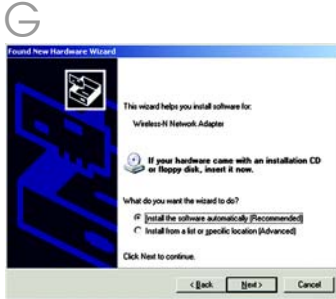 G
Found New Hardware Wizard
This wizard helps you install software for:
Wireless-N Network Adapter
If your hardware came with an installation CD
or floppy disk, insert it now.
What do you want the wizard to do?
Install the software automatically (Recommended)
Install from a list or specific location (Advanced)
Click Next to continue.
< Back Next > Cancel